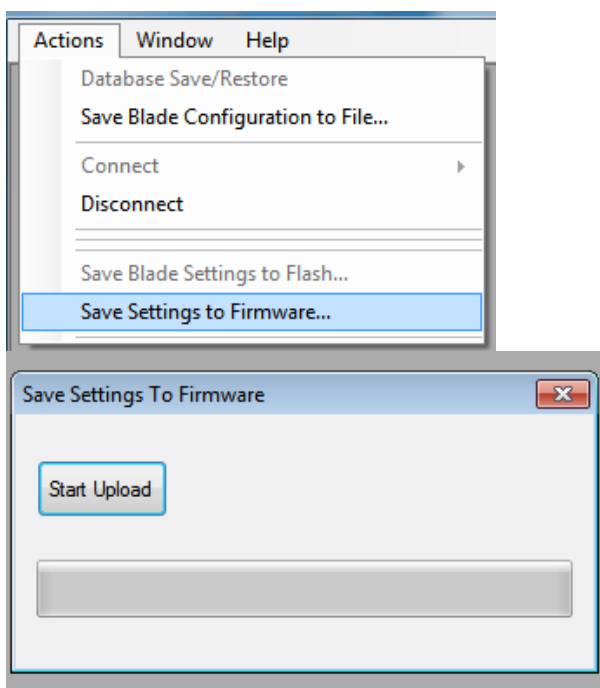 Actions Window Help
Database Save/Restore
Save Blade Configuration to File...
Connect
Disconnect
Save Blade Settings to Flash...
Save Settings to Firmware...
Save Settings To Firmware
Start Upload